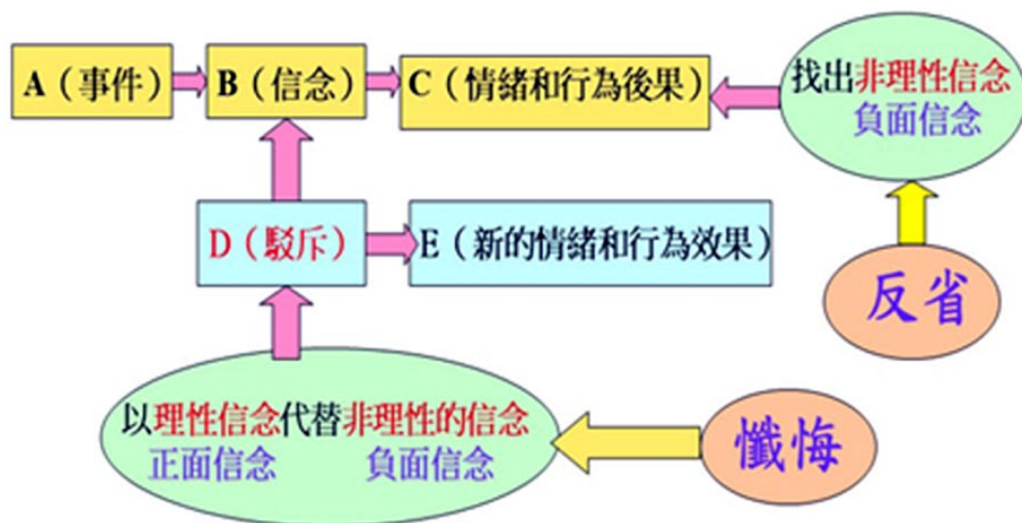 A（事件）
B（信念）
C（情緒和行為後果）
找出非理性信念
負面信念
D（駁斥）
E（新的情緒和行為效果）
反省
以理性信念代替非理性的信念
正面信念 負面信念
懺悔